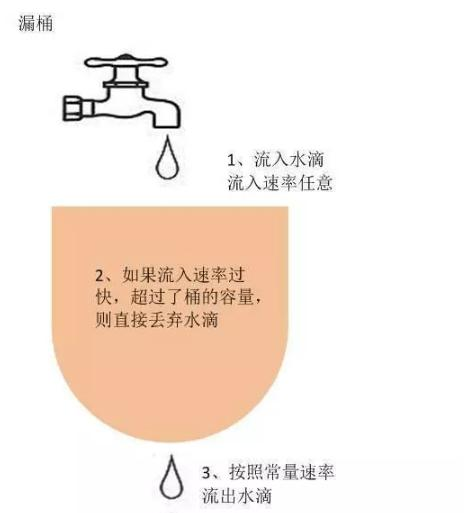 漏桶
1、流入水滴
流入速率任意
2、如果流入速率过
快，超过了桶的容量，
则直接丢弃水滴
3、按照常量速率
流出水滴